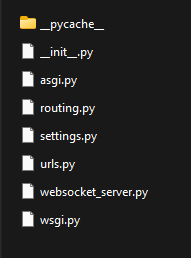 __pycache__
__init__.py
asgi.py
routing.py
settings.py
urls.py
websocket_server.py
wsgi.py